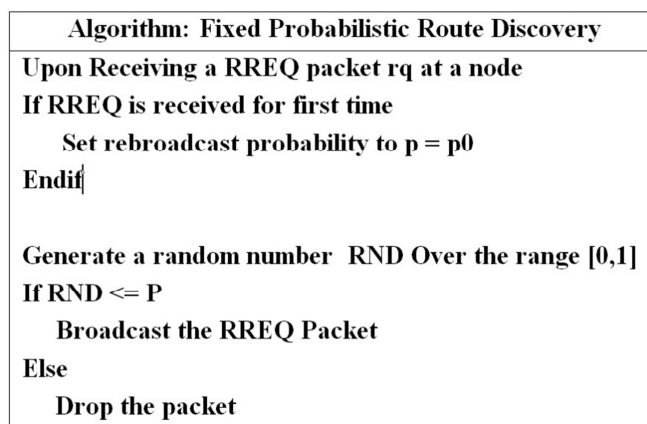 Algorithm: Fixed Probabilistic Route Discovery
Upon Receiving a RREQ packet rq at a node
If RREQ is received for first time
Set rebroadcast probability to p = p0
Endif
Generate a random number RND Over the range [0,1]
If RND <= P
Broadcast the RREQ Packet
Else
Drop the packet